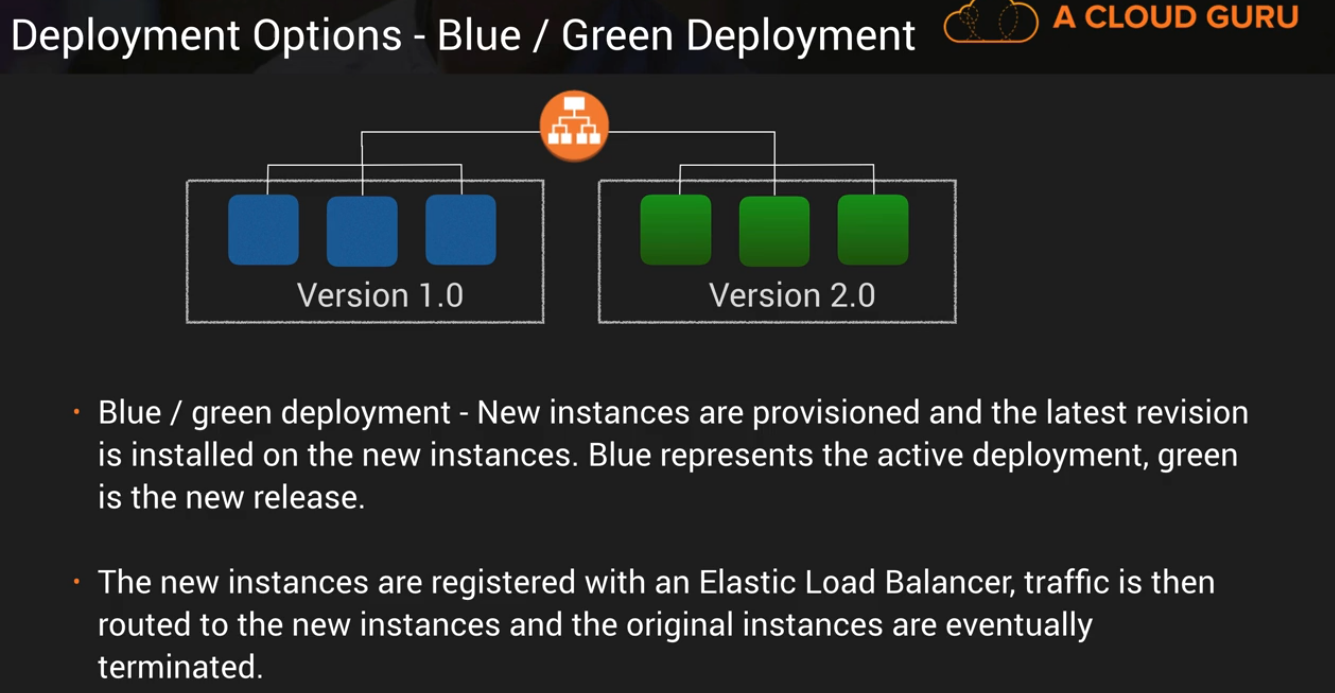 Deployment Options - Blue / Green Deployment
A CLOUD GURU
Version 1.0
Version 2.0
• Blue / green deployment - New instances are provisioned and the latest revision
is installed on the new instances. Blue represents the active deployment, green
is the new release.
• The new instances are registered with an Elastic Load Balancer, traffic is then
routed to the new instances and the original instances are eventually
terminated.